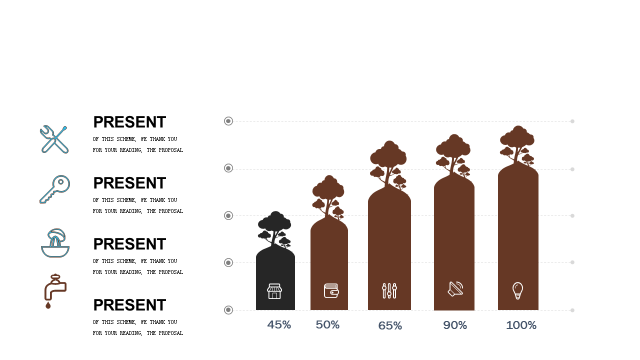 PRESENT
OF THIS SCHEME, WE THANK YOU
FOR YOUR READING, THE PROPOSAL
PRESENT
OF THIS SCHEME, WE THANK YOU
FOR YOUR READING, THE PROPOSAL
PRESENT
OF THIS SCHEME, WE THANK YOU
FOR YOUR READING, THE PROPOSAL
PRESENT
OF THIS SCHEME, WE THANK YOU
FOR YOUR READING, THE PROPOSAL
45% 50% 65% 90% 100%